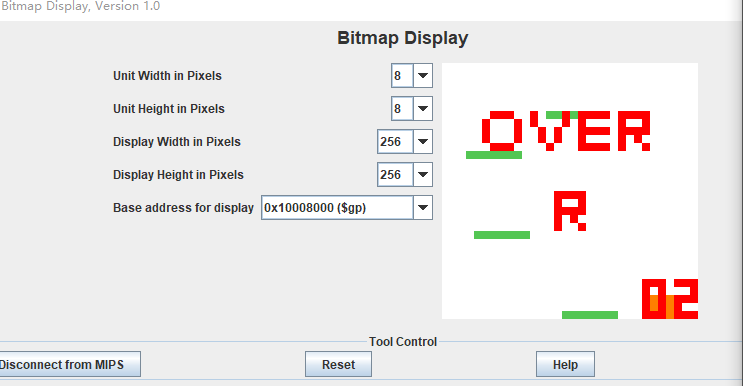 Bitmap Display, Version 1.0
Bitmap Display
Unit Width in Pixels 8
Unit Height in Pixels 8
Display Width in Pixels 256
Display Height in Pixels 256
Base address for display 0x10008000 ($gp)
OVER
R
02
Tool Control
Disconnect from MIPS Reset Help